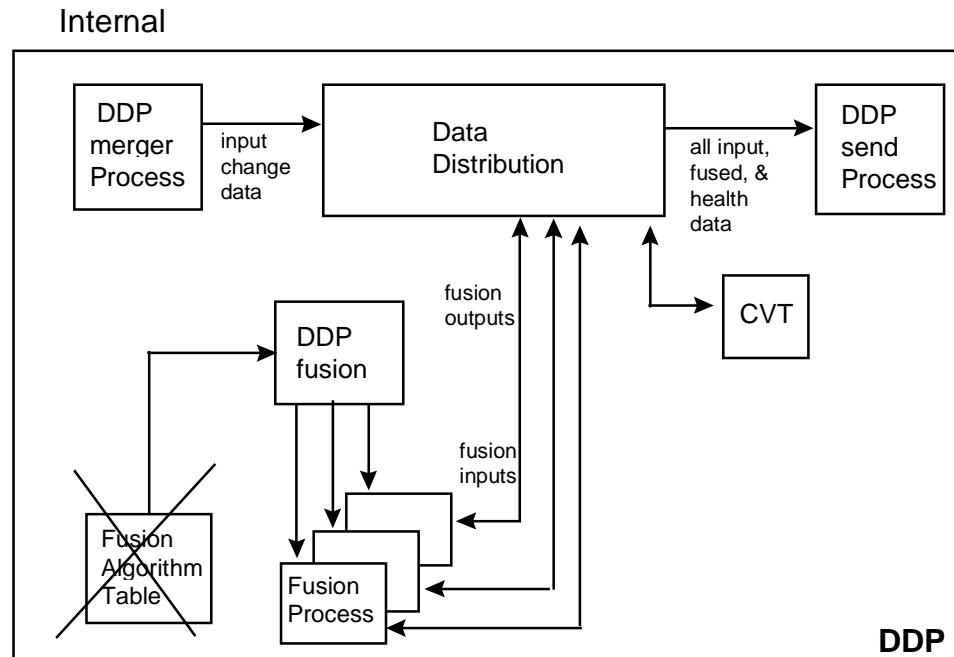 Internal
DDP
merger
Process
input
change
data
Data
Distribution
all input,
fused, &
health
data
DDP
send
Process
fusion
outputs
CVT
DDP
fusion
fusion
inputs
Fusion
Algorithm
Table
Fusion
Process
DDP